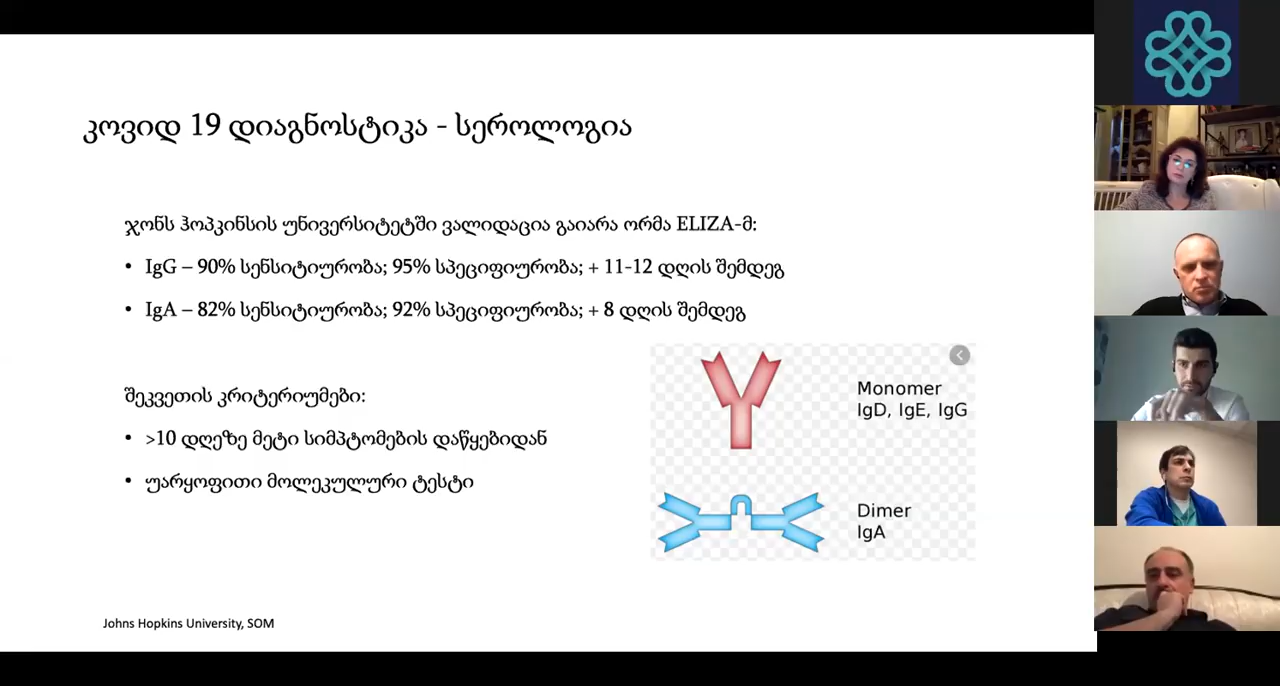 კოვიდ 19 დიაგნოსტიკა - სეროლოგია
ჯონს ჰოპკინსის უნივერსიტეტში ვალიდაცია გაიარა ორმა ELIZA-მ:
• IgG – 90% სენსიტიურობა; 95% სპეციფიურობა; + 11-12 დღის შემდეგ
• IgA – 82% სენსიტიურობა; 92% სპეციფიურობა; + 8 დღის შემდეგ
შეკვეთის კრიტერიუმები:
• >10 დღეზე მეტი სიმპტომების დაწყებიდან
• უარყოფითი მოლეკულური ტესტი
Monomer
IgD, IgE, IgG
Dimer
IgA
Johns Hopkins University, SOM